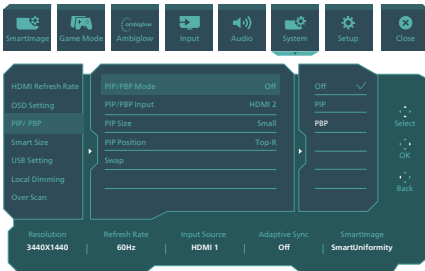 ambiglow
SmartImage Game Mode Ambiglow Input Audio System Setup Close
HDMI Refresh Rate
OSD Setting
PIP/ PBP
Smart Size
USB Setting
Local Dimming
Over Scan
PIP/PBP Mode Off
PIP/PBP Input HDMI 2
PIP Size Small
PIP Position Top-R
Swap
Off
PIP
PBP
Select
OK
Back
Resolution Refresh Rate Input Source Adaptive Sync SmartImage
3440X1440 | 60Hz | HDMI 1 | Off | SmartUniformity